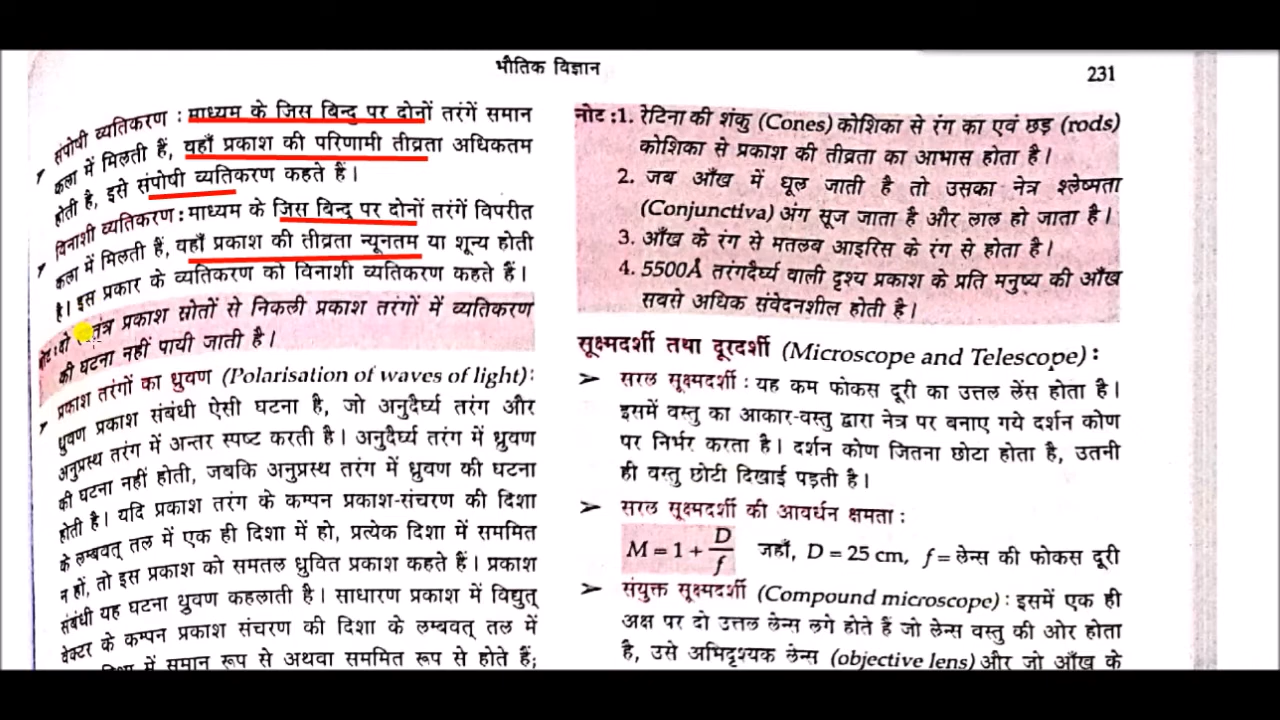 भौतिक विज्ञान
231
संपोषी व्यतिकरण : माध्यम के जिस बिन्दु पर दोनों तरंगें समान
कला में मिलती हैं, यहाँ प्रकाश की परिणामी तीव्रता अधिकतम
होती है, इसे संपोषी व्यतिकरण कहते हैं।
विनाशी व्यतिकरण : माध्यम के जिस बिन्दु पर दोनों तरंगें विपरीत
कला में मिलती हैं, वहाँ प्रकाश की तीव्रता न्यूनतम या शून्य होती
है। इस प्रकार के व्यतिकरण को विनाशी व्यतिकरण कहते हैं।
नोट : दो तंत्र प्रकाश स्रोतों से निकली प्रकाश तरंगों में व्यतिकरण
की घटना नहीं पायी जाती है।
प्रकाश तरंगों का ध्रुवण (Polarisation of waves of light) :
ध्रुवण प्रकाश संबंधी ऐसी घटना है, जो अनुदैर्घ्य तरंग और
अनुप्रस्थ तरंग में अन्तर स्पष्ट करती है। अनुदैर्घ्य तरंग में ध्रुवण
की घटना नहीं होती, जबकि अनुप्रस्थ तरंग में ध्रुवण की घटना
होती है। यदि प्रकाश तरंग के कम्पन प्रकाश-संचरण की दिशा
के लम्बवत् तल में एक ही दिशा में हो, प्रत्येक दिशा में सममित
न हों, तो इस प्रकाश को समतल ध्रुवित प्रकाश कहते हैं। प्रकाश
संबंधी यह घटना ध्रुवण कहलाती है। साधारण प्रकाश में विद्युत्
वेक्टर के कम्पन प्रकाश संचरण की दिशा के लम्बवत् तल में
में समान रूप से अथवा सममित रूप से होते हैं;
नोट : 1. रेटिना की शंकु (Cones) कोशिका से रंग का एवं छड़ (rods)
कोशिका से प्रकाश की तीव्रता का आभास होता है।
2. जब आँख में धूल जाती है तो उसका नेत्र श्लेष्मता
(Conjunctiva) अंग सूज जाता है और लाल हो जाता है।
3. आँख के रंग से मतलब आइरिस के रंग से होता है।
4. 5500Å तरंगदैर्घ्य वाली दृश्य प्रकाश के प्रति मनुष्य की आँख
सबसे अधिक संवेदनशील होती है।
सूक्ष्मदर्शी तथा दूरदर्शी (Microscope and Telescope) :
➢ सरल सूक्ष्मदर्शी : यह कम फोकस दूरी का उत्तल लेंस होता है।
इसमें वस्तु का आकार-वस्तु द्वारा नेत्र पर बनाए गये दर्शन कोण
पर निर्भर करता है। दर्शन कोण जितना छोटा होता है, उतनी
ही वस्तु छोटी दिखाई पड़ती है।
➢ सरल सूक्ष्मदर्शी की आवर्धन क्षमता :
M = 1 + D/f जहाँ, D = 25 cm, f = लेन्स की फोकस दूरी
➢ संयुक्त सूक्ष्मदर्शी (Compound microscope) : इसमें एक ही
अक्ष पर दो उत्तल लेन्स लगे होते हैं जो लेन्स वस्तु की ओर होता
है, उसे अभिदृश्यक लेन्स (objective lens) और जो आँख के